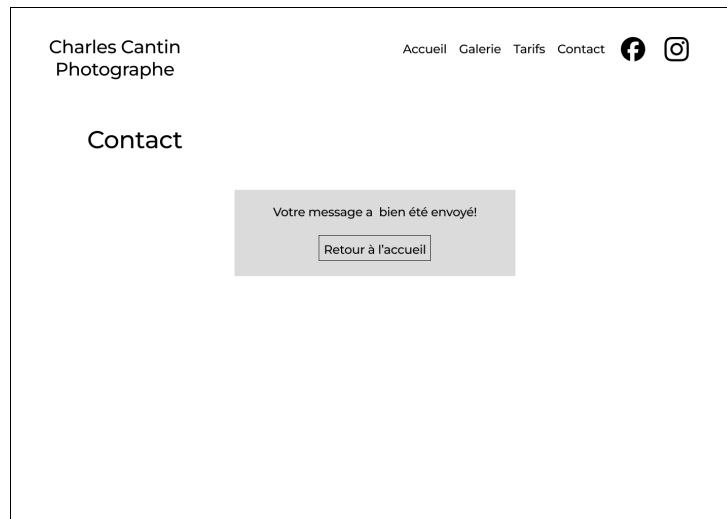 Charles Cantin
Photographe
Accueil Galerie Tarifs Contact
Contact
Votre message a  bien été envoyé!
Retour à l’accueil